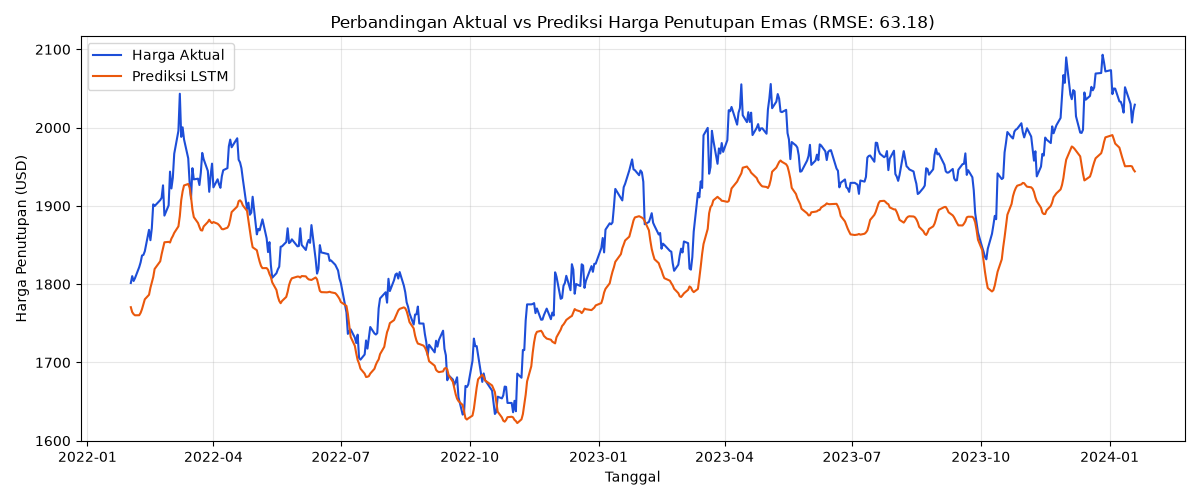 Perbandingan Aktual vs Prediksi Harga Penutupan Emas (RMSE: 63.18)
Harga Aktual
Prediksi LSTM
Harga Penutupan (USD)
2100
2000
1900
1800
1700
1600
2022-01 2022-04 2022-07 2022-10 2023-01 2023-04 2023-07 2023-10 2024-01
Tanggal